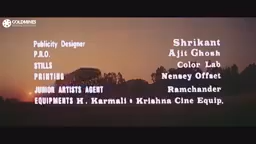 GOLDMINES
Publicity Designer Shrikant
P.R.O. Ajit Ghosh
STILLS Color Lab
PRINTING Nensey Offset
JUNIOR ARTISTS AGENT Ramchander
EQUIPMENTS H. Karmali & Krishna Cine Equip.